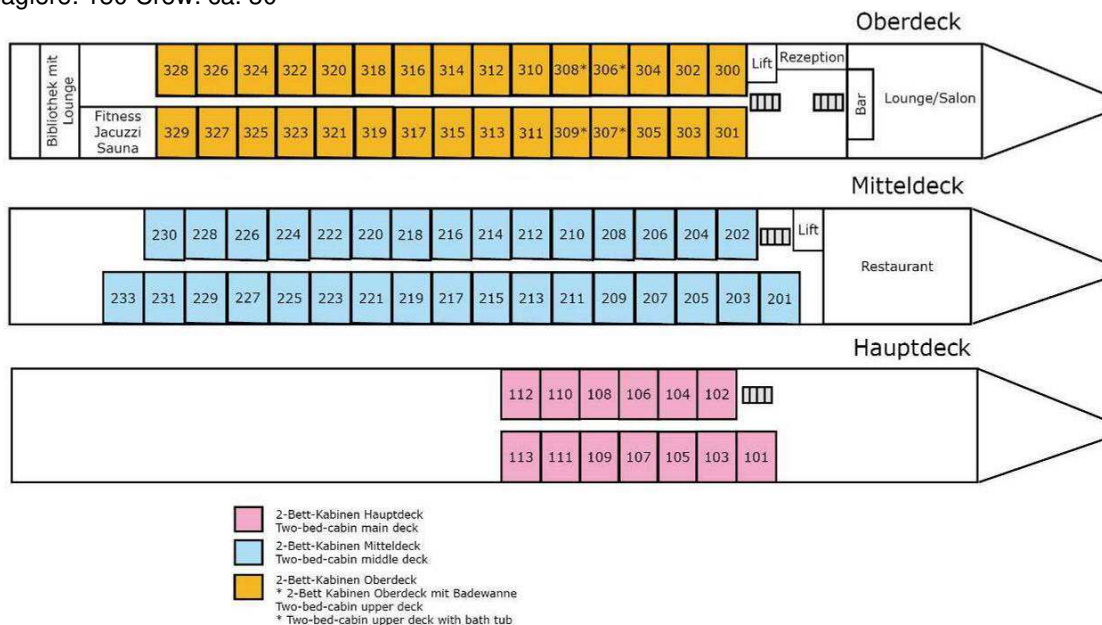 Oberdeck
328 326 324 322 320 318 316 314 312 310 308* 306* 304 302 300 Lift Rezeption
Bibliothek mit
Lounge
Fitness
Jacuzzi
Sauna
329 327 325 323 321 319 317 315 313 311 309* 307* 305 303 301
Bar
Lounge/Salon
Mitteldeck
230 228 226 224 222 220 218 216 214 212 210 208 206 204 202 Lift
233 231 229 227 225 223 221 219 217 215 213 211 209 207 205 203 201
Restaurant
Hauptdeck
112 110 108 106 104 102
113 111 109 107 105 103 101
2-Bett-Kabinen Hauptdeck
Two-bed-cabin main deck
2-Bett-Kabinen Mitteldeck
Two-bed-cabin middle deck
2-Bett-Kabinen Oberdeck
* 2-Bett Kabinen Oberdeck mit Badewanne
Two-bed-cabin upper deck
* Two-bed-cabin upper deck with bath tub